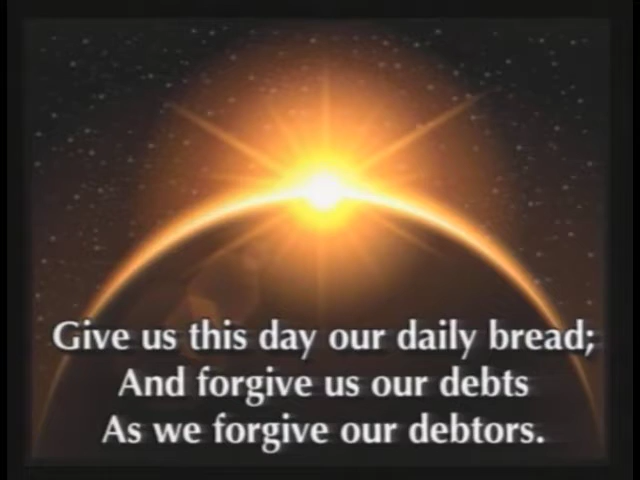 Give us this day our daily bread;
And forgive us our debts
As we forgive our debtors.